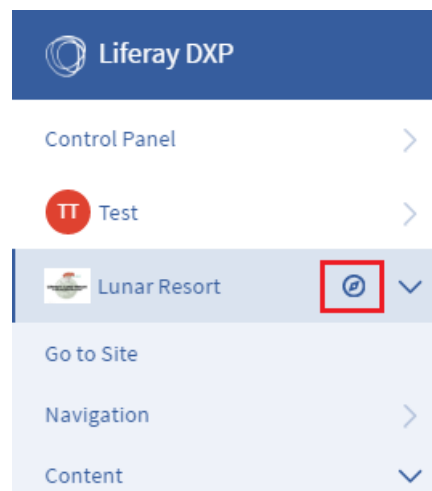 Liferay DXP
Control Panel
TT Test
Lunar Resort
Go to Site
Navigation
Content